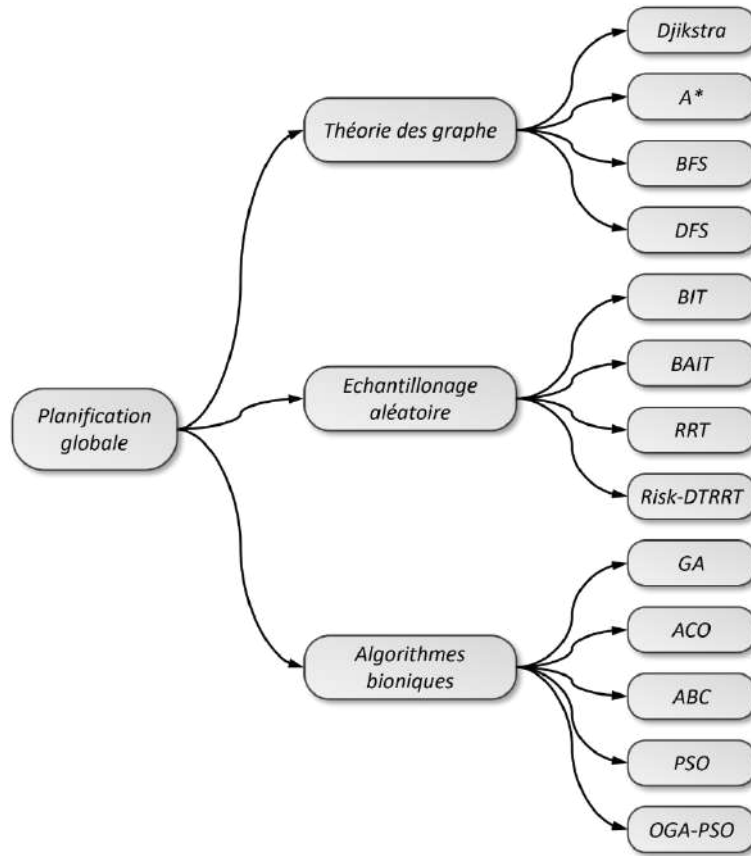 Djikstra
A*
Théorie des graphe
BFS
DFS
BIT
BAIT
Echantillonage
aléatoire
Planification
globale
RRT
Risk-DTRRT
GA
ACO
Algorithmes
bioniques
ABC
PSO
OGA-PSO